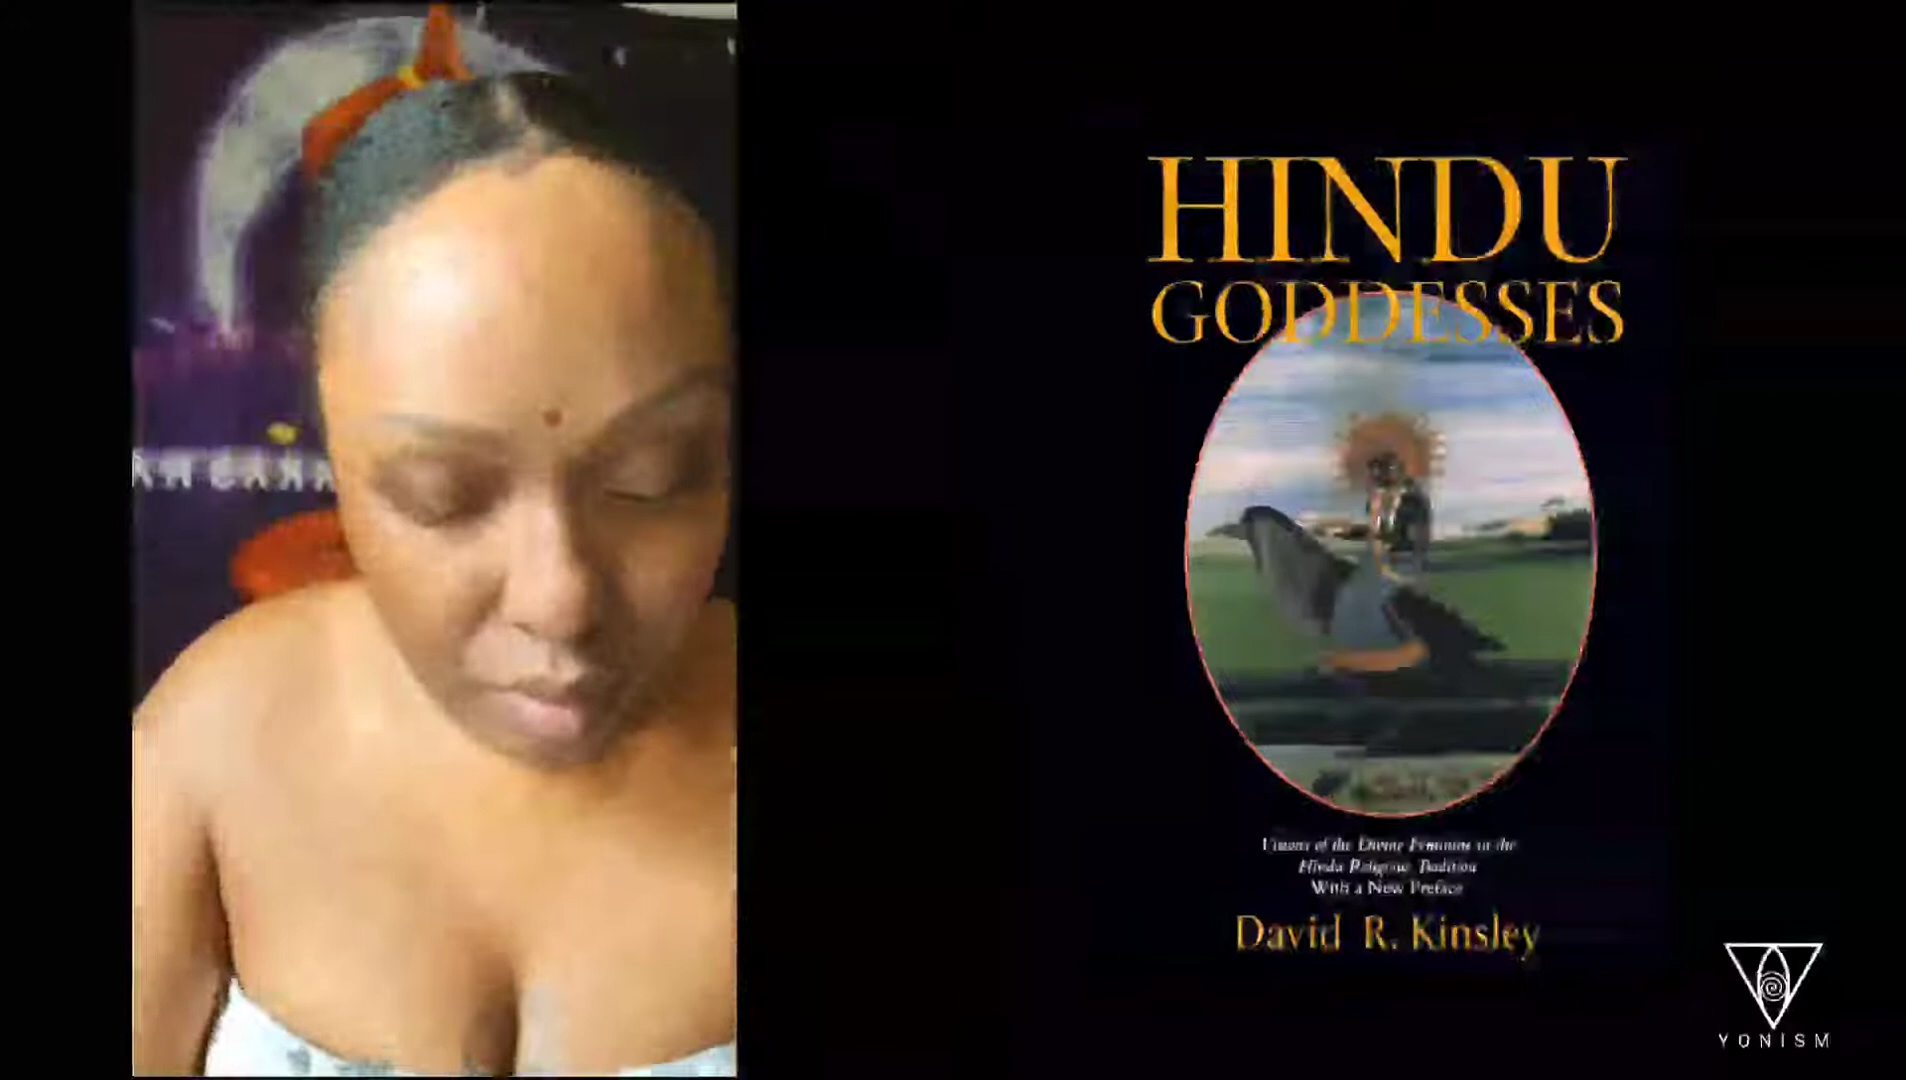 HINDU
GODDESSES
Visions of the Divine Feminine in the
Hindu Religious Tradition
With a New Preface
David R. Kinsley
YONISM